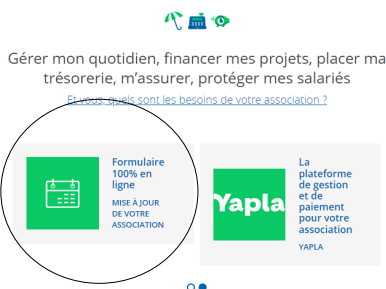 Gérer mon quotidien, financer mes projets, placer ma
trésorerie, m'assurer, protéger mes salariés
Et vous, quels sont les besoins de votre association ?
Formulaire
100% en
ligne
MISE À JOUR
DE VOTRE
ASSOCIATION
Yapla
La
plateforme
de gestion
et de
paiement
pour votre
association
YAPLA